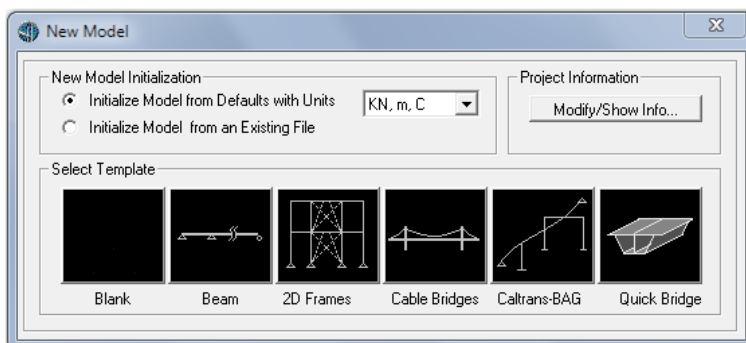 New Model
New Model Initialization
Initialize Model from Defaults with Units
KN, m, C
Initialize Model from an Existing File
Project Information
Modify/Show Info...
Select Template
Blank
Beam
2D Frames
Cable Bridges
Caltrans-BAG
Quick Bridge